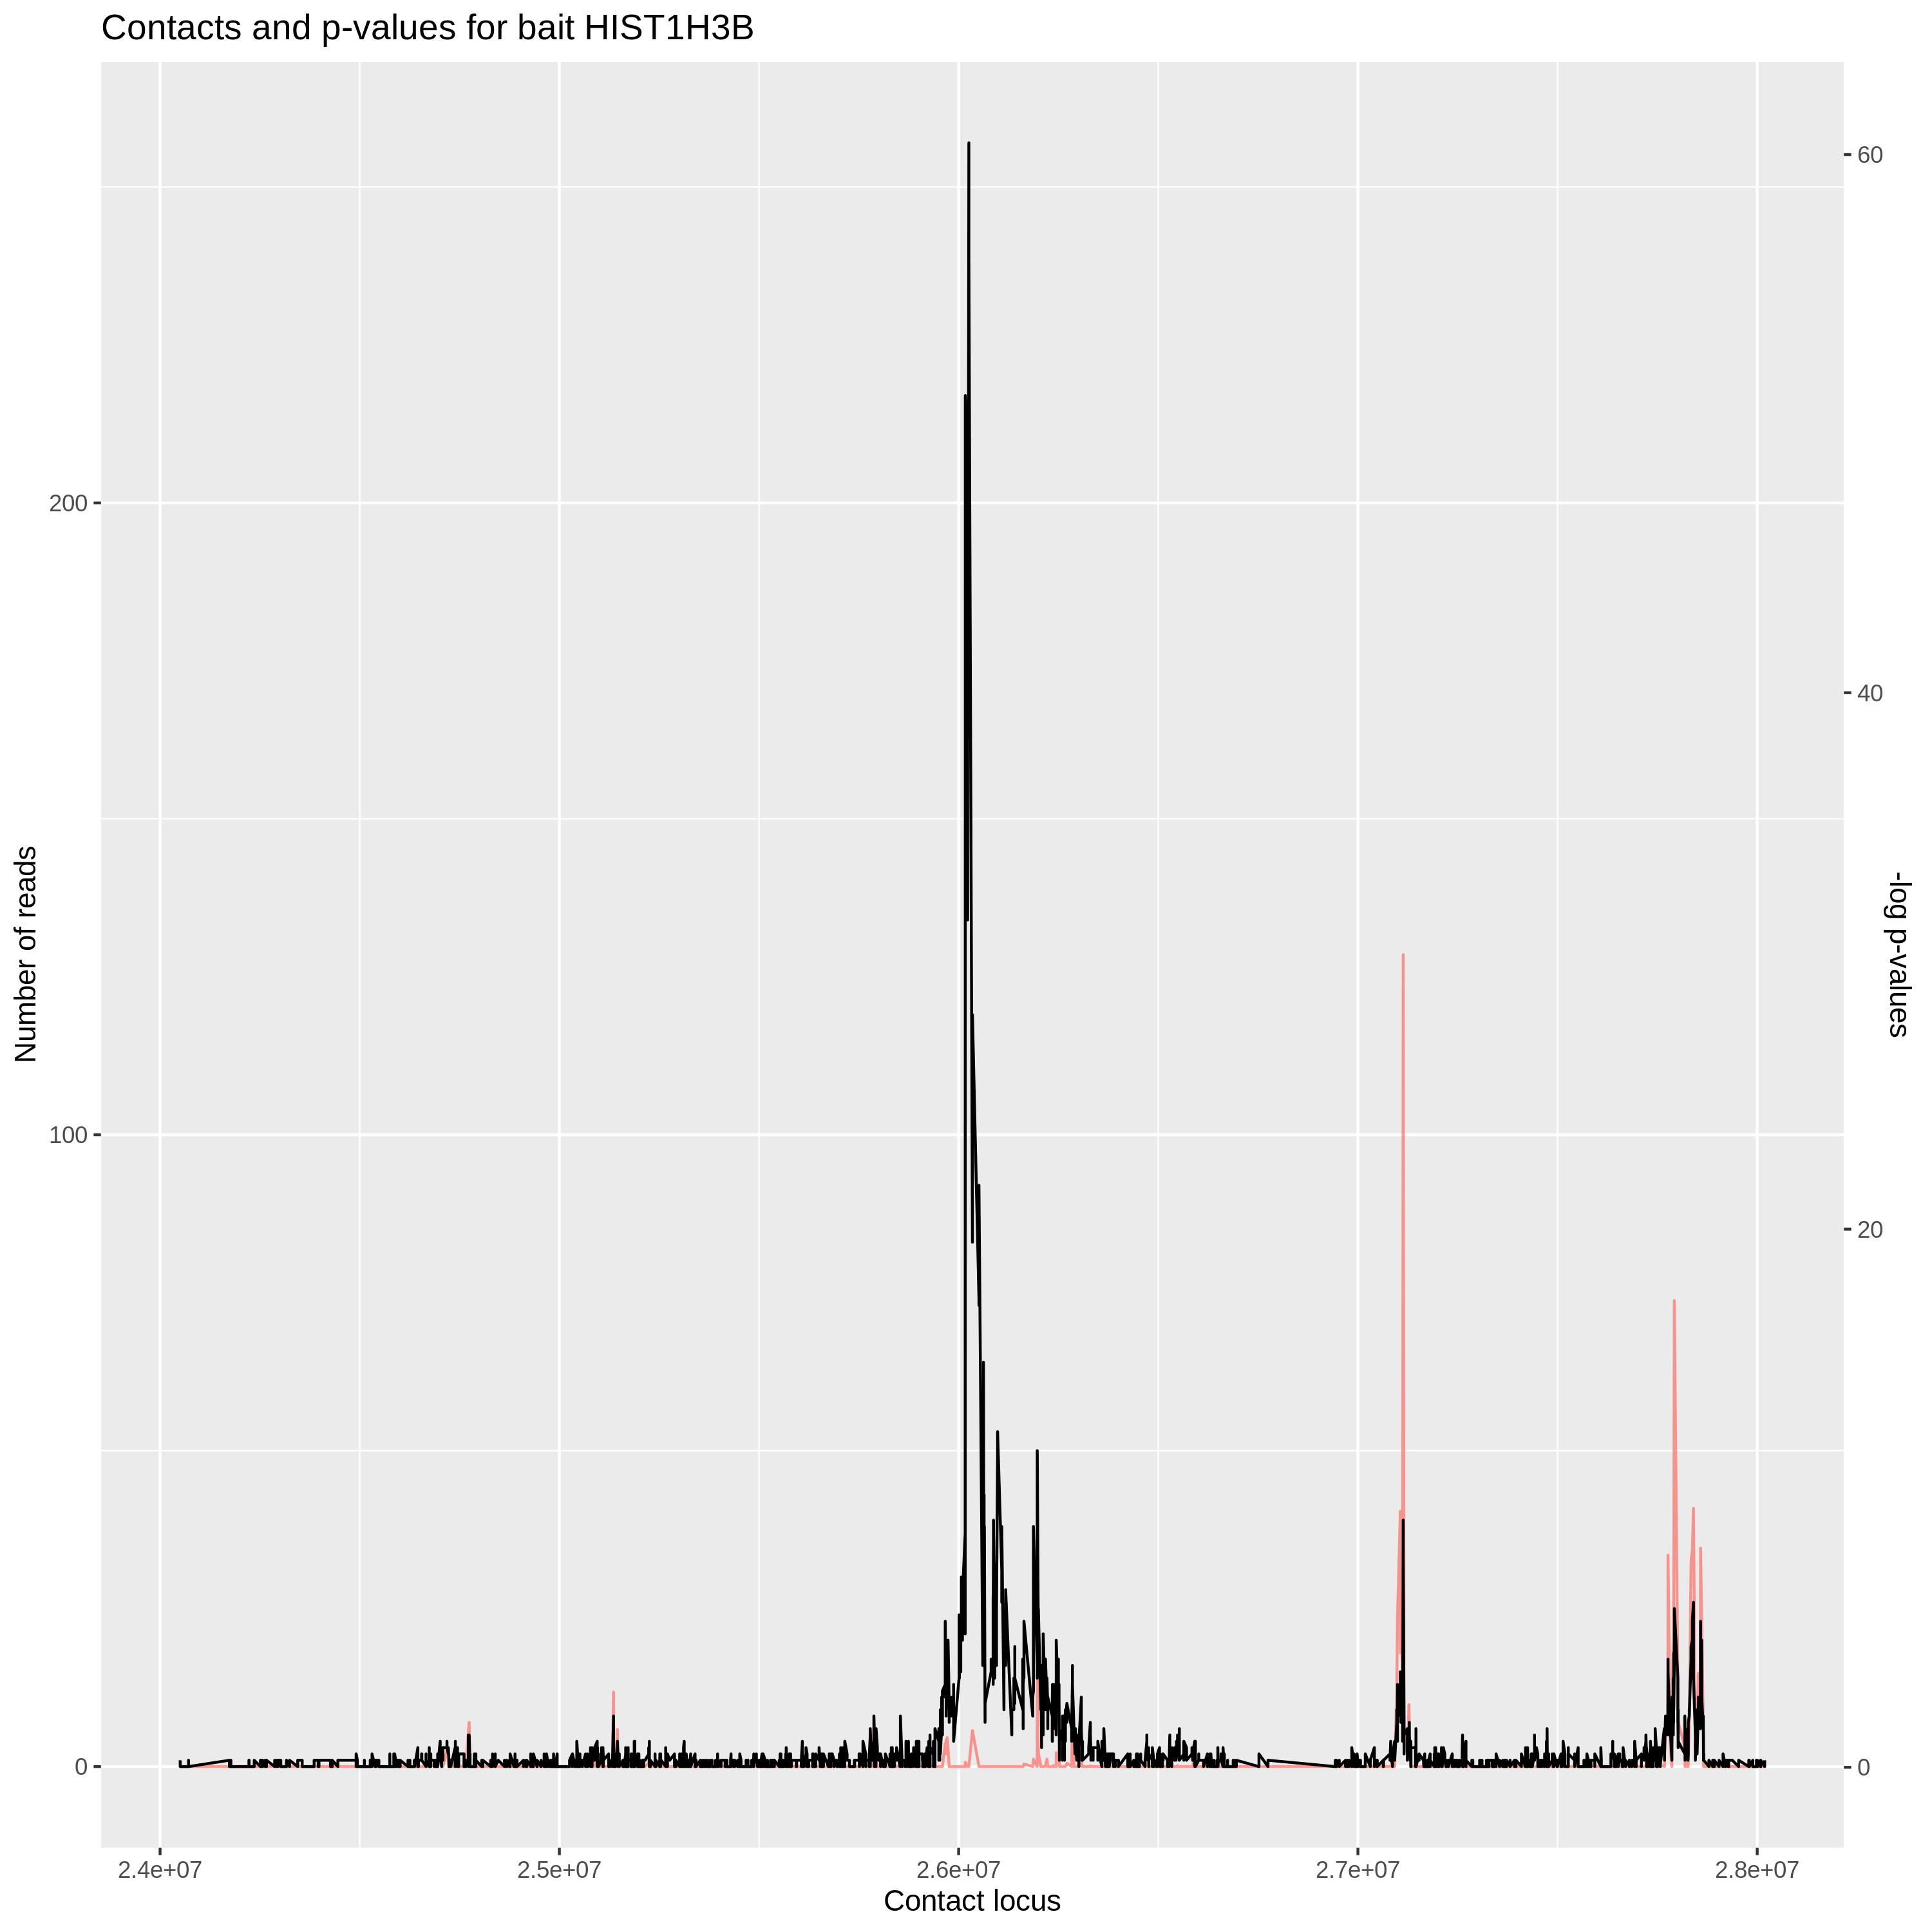 Contacts and p-values for bait HIST1H3B
Number of reads
200
100
0
60
40
20
0
-log p-values
2.4e+07
2.5e+07
2.6e+07
2.7e+07
2.8e+07
Contact locus